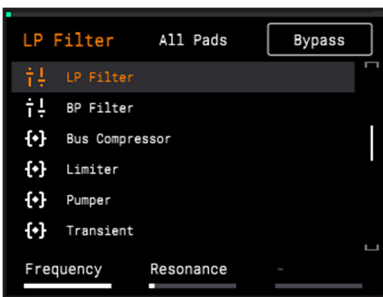 LP Filter All Pads Bypass
LP Filter
BP Filter
Bus Compressor
Limiter
Pumper
Transient
Frequency Resonance -